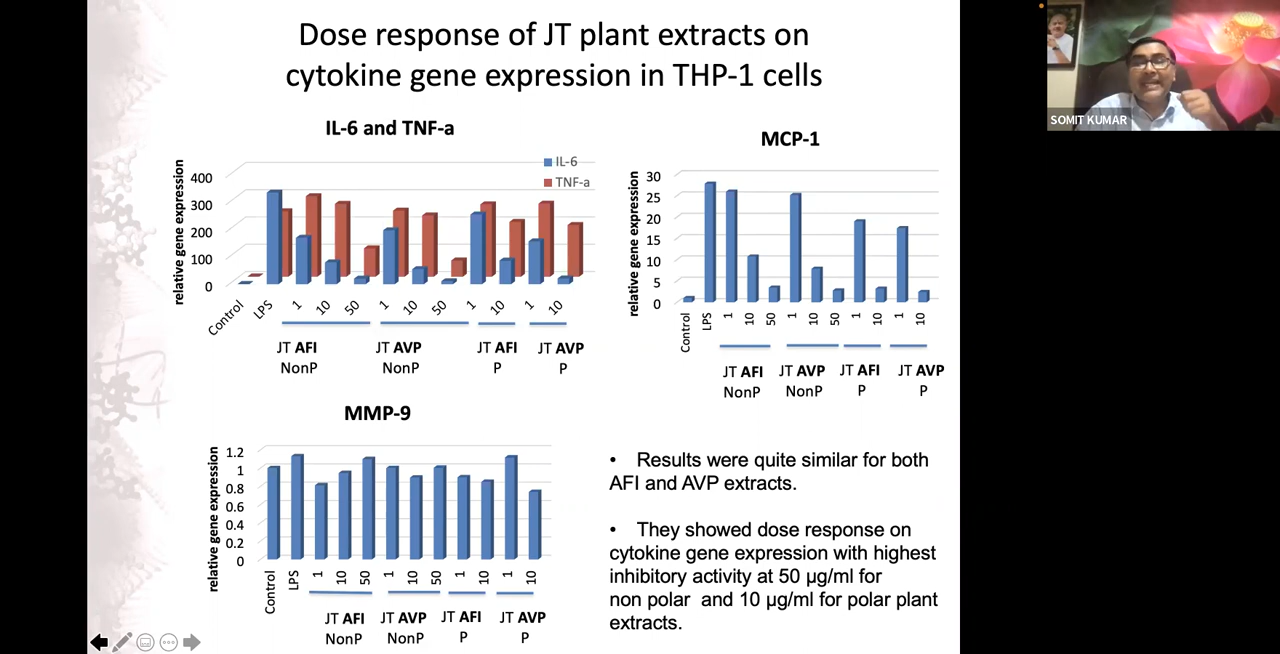 Dose response of JT plant extracts on
cytokine gene expression in THP-1 cells
SOMIT KUMAR
IL-6 and TNF-a
relative gene expression
400
300
200
100
0
IL-6
TNF-a
Control LPS 1 10 50 1 10 50 1 10 1 10
JT AFI JT AVP JT AFI JT AVP
NonP NonP P P
MCP-1
relative gene expression
30
25
20
15
10
5
0
Control LPS 1 10 50 1 10 50 1 10 1 10
JT AFI JT AVP JT AFI JT AVP
NonP NonP P P
MMP-9
relative gene expression
1.2
1
0.8
0.6
0.4
0.2
0
Control LPS 1 10 50 1 10 50 1 10 1 10
JT AFI JT AVP JT AFI JT AVP
NonP NonP P P
• Results were quite similar for both
AFI and AVP extracts.
• They showed dose response on
cytokine gene expression with highest
inhibitory activity at 50 µg/ml for
non polar and 10 µg/ml for polar plant
extracts.